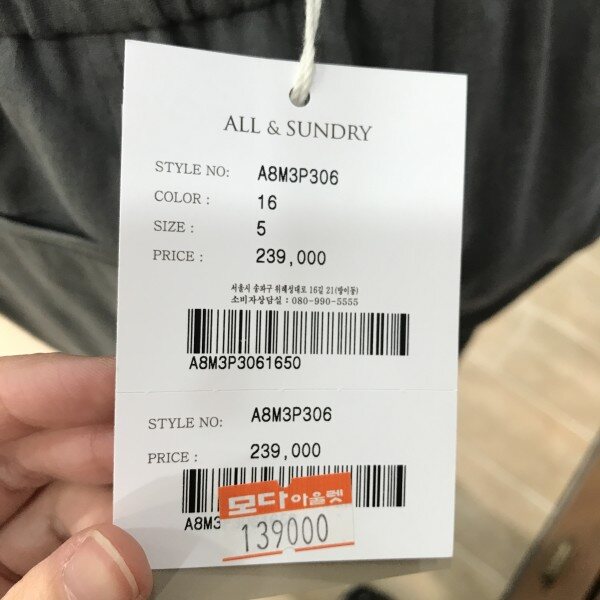 ALL & SUNDRY
STYLE NO: A8M3P306
COLOR : 16
SIZE : 5
PRICE : 239,000
서울시 송파구 위례성대로 16길 21(방이동)
소비자상담실 : 080-990-5555
A8M3P3061650
STYLE NO: A8M3P306
PRICE : 239,000
A8M3
모다아울렛
139000